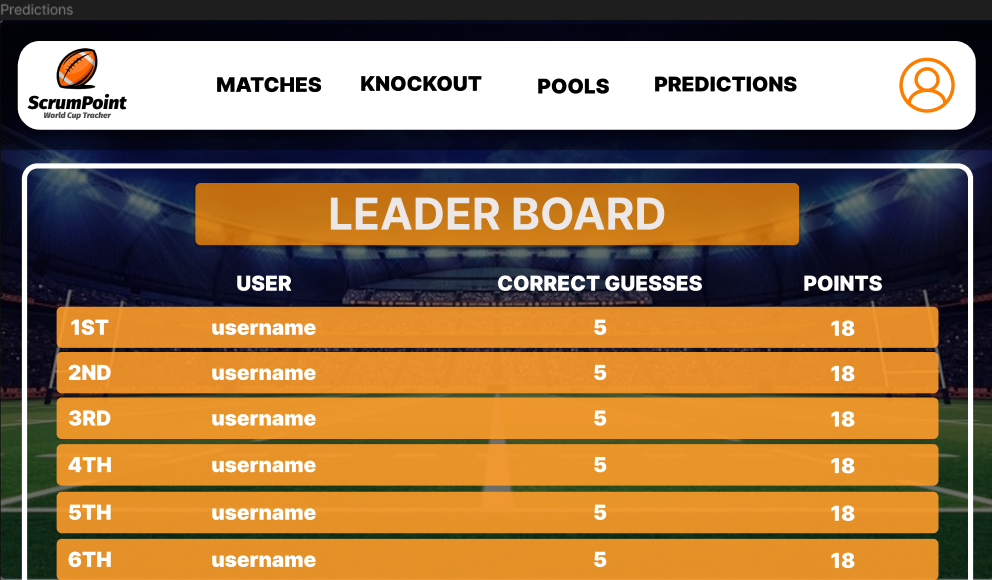 Predictions
MATCHES KNOCKOUT POOLS PREDICTIONS
ScrumPoint
World Cup Tracker
LEADER BOARD
USER CORRECT GUESSES POINTS
1ST username 5 18
2ND username 5 18
3RD username 5 18
4TH username 5 18
5TH username 5 18
6TH username 5 18